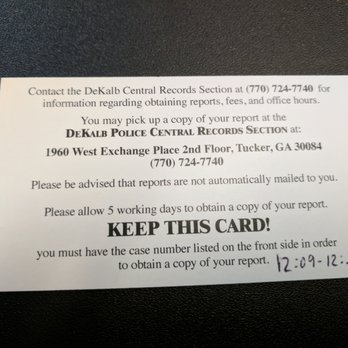 Contact the DeKalb Central Records Section at (770) 724-7740 for
information regarding obtaining reports, fees, and office hours.
You may pick up a copy of your report at the
DEKALB POLICE CENTRAL RECORDS SECTION at:
1960 West Exchange Place 2nd Floor, Tucker, GA 30084
(770) 724-7740
Please be advised that reports are not automatically mailed to you.
Please allow 5 working days to obtain a copy of your report.
KEEP THIS CARD!
you must have the case number listed on the front side in order
to obtain a copy of your report. 12:09-12: